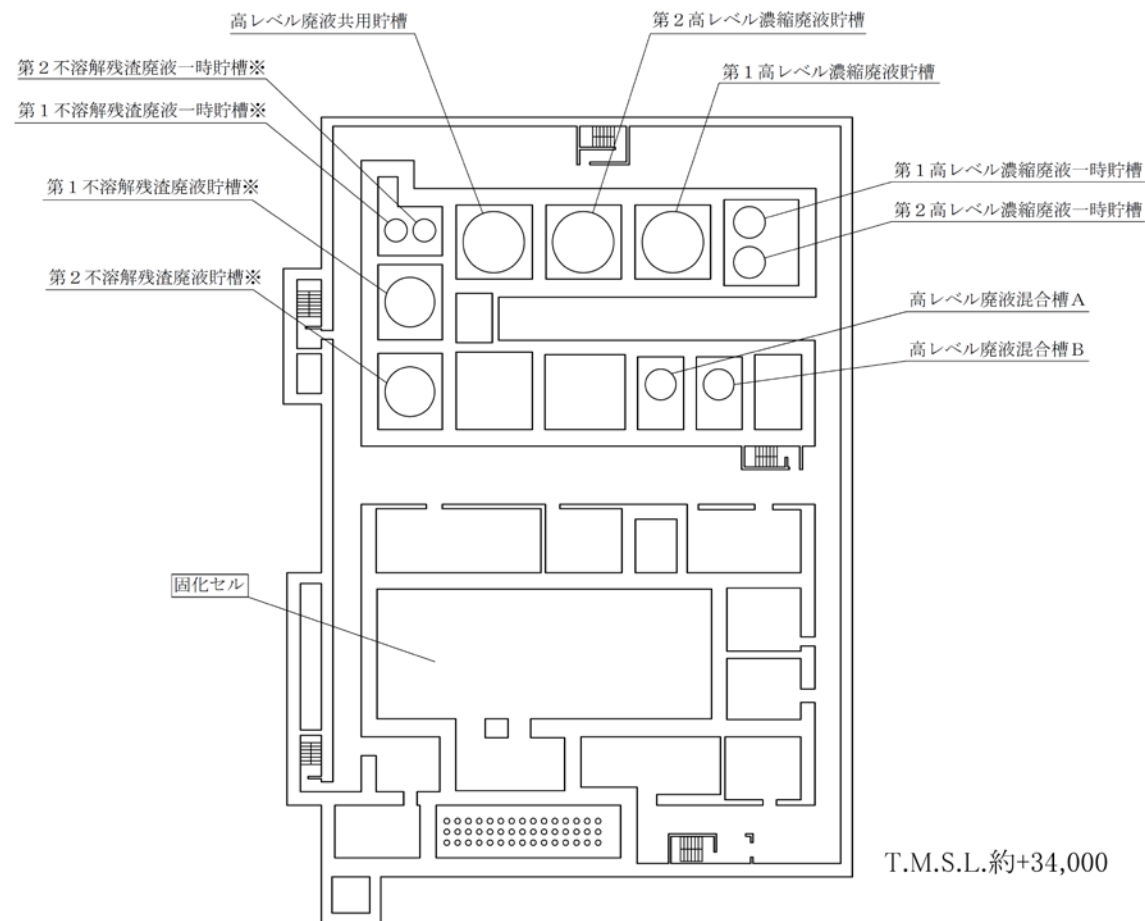 高レベル廃液共用貯槽
第2高レベル濃縮廃液貯槽
第2不溶解残渣廃液一時貯槽※
第1高レベル濃縮廃液貯槽
第1不溶解残渣廃液一時貯槽※
第1高レベル濃縮廃液一時貯槽
第1不溶解残渣廃液貯槽※
第2高レベル濃縮廃液一時貯槽
第2不溶解残渣廃液貯槽※
高レベル廃液混合槽A
高レベル廃液混合槽B
固化セル
T.M.S.L.約+34,000